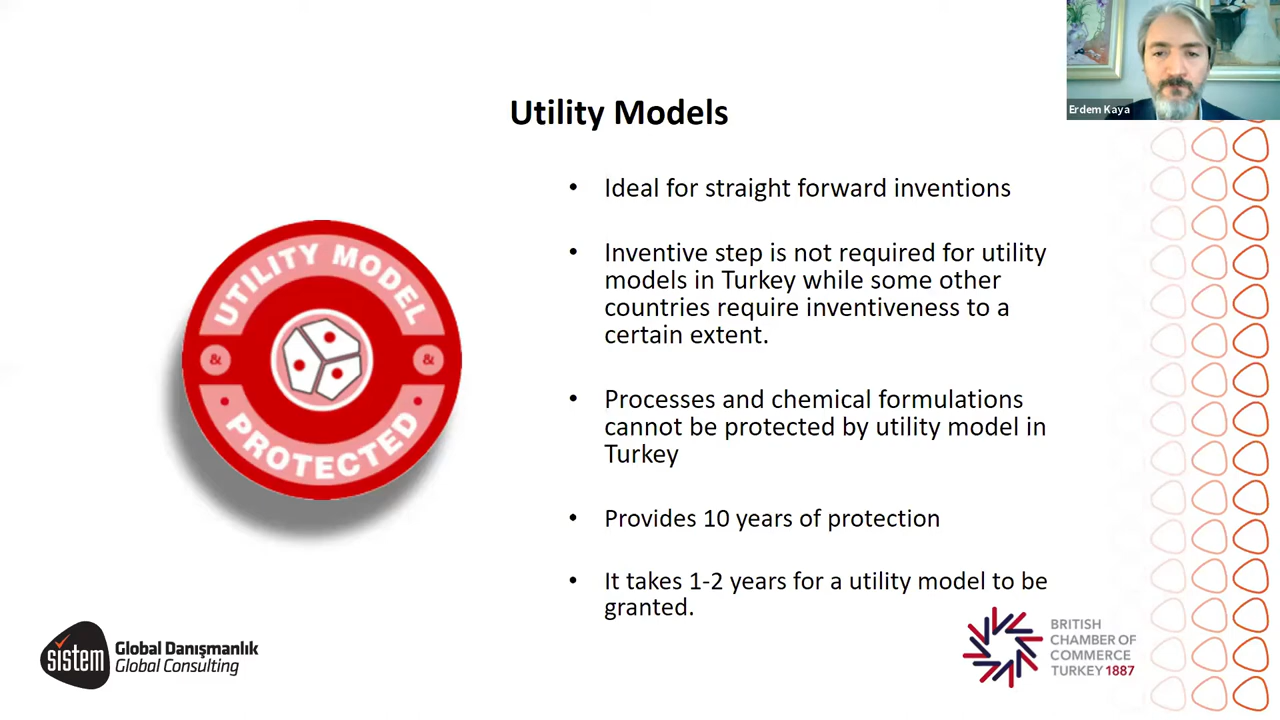 Utility Models
Erdem Kaya
• Ideal for straight forward inventions
• Inventive step is not required for utility
models in Turkey while some other
countries require inventiveness to a
certain extent.
• Processes and chemical formulations
cannot be protected by utility model in
Turkey
• Provides 10 years of protection
• It takes 1-2 years for a utility model to be
granted.
UTILITY MODEL
& &
PROTECTED
sistem
Global Danışmanlık
Global Consulting
BRITISH
CHAMBER OF
COMMERCE
TURKEY 1887